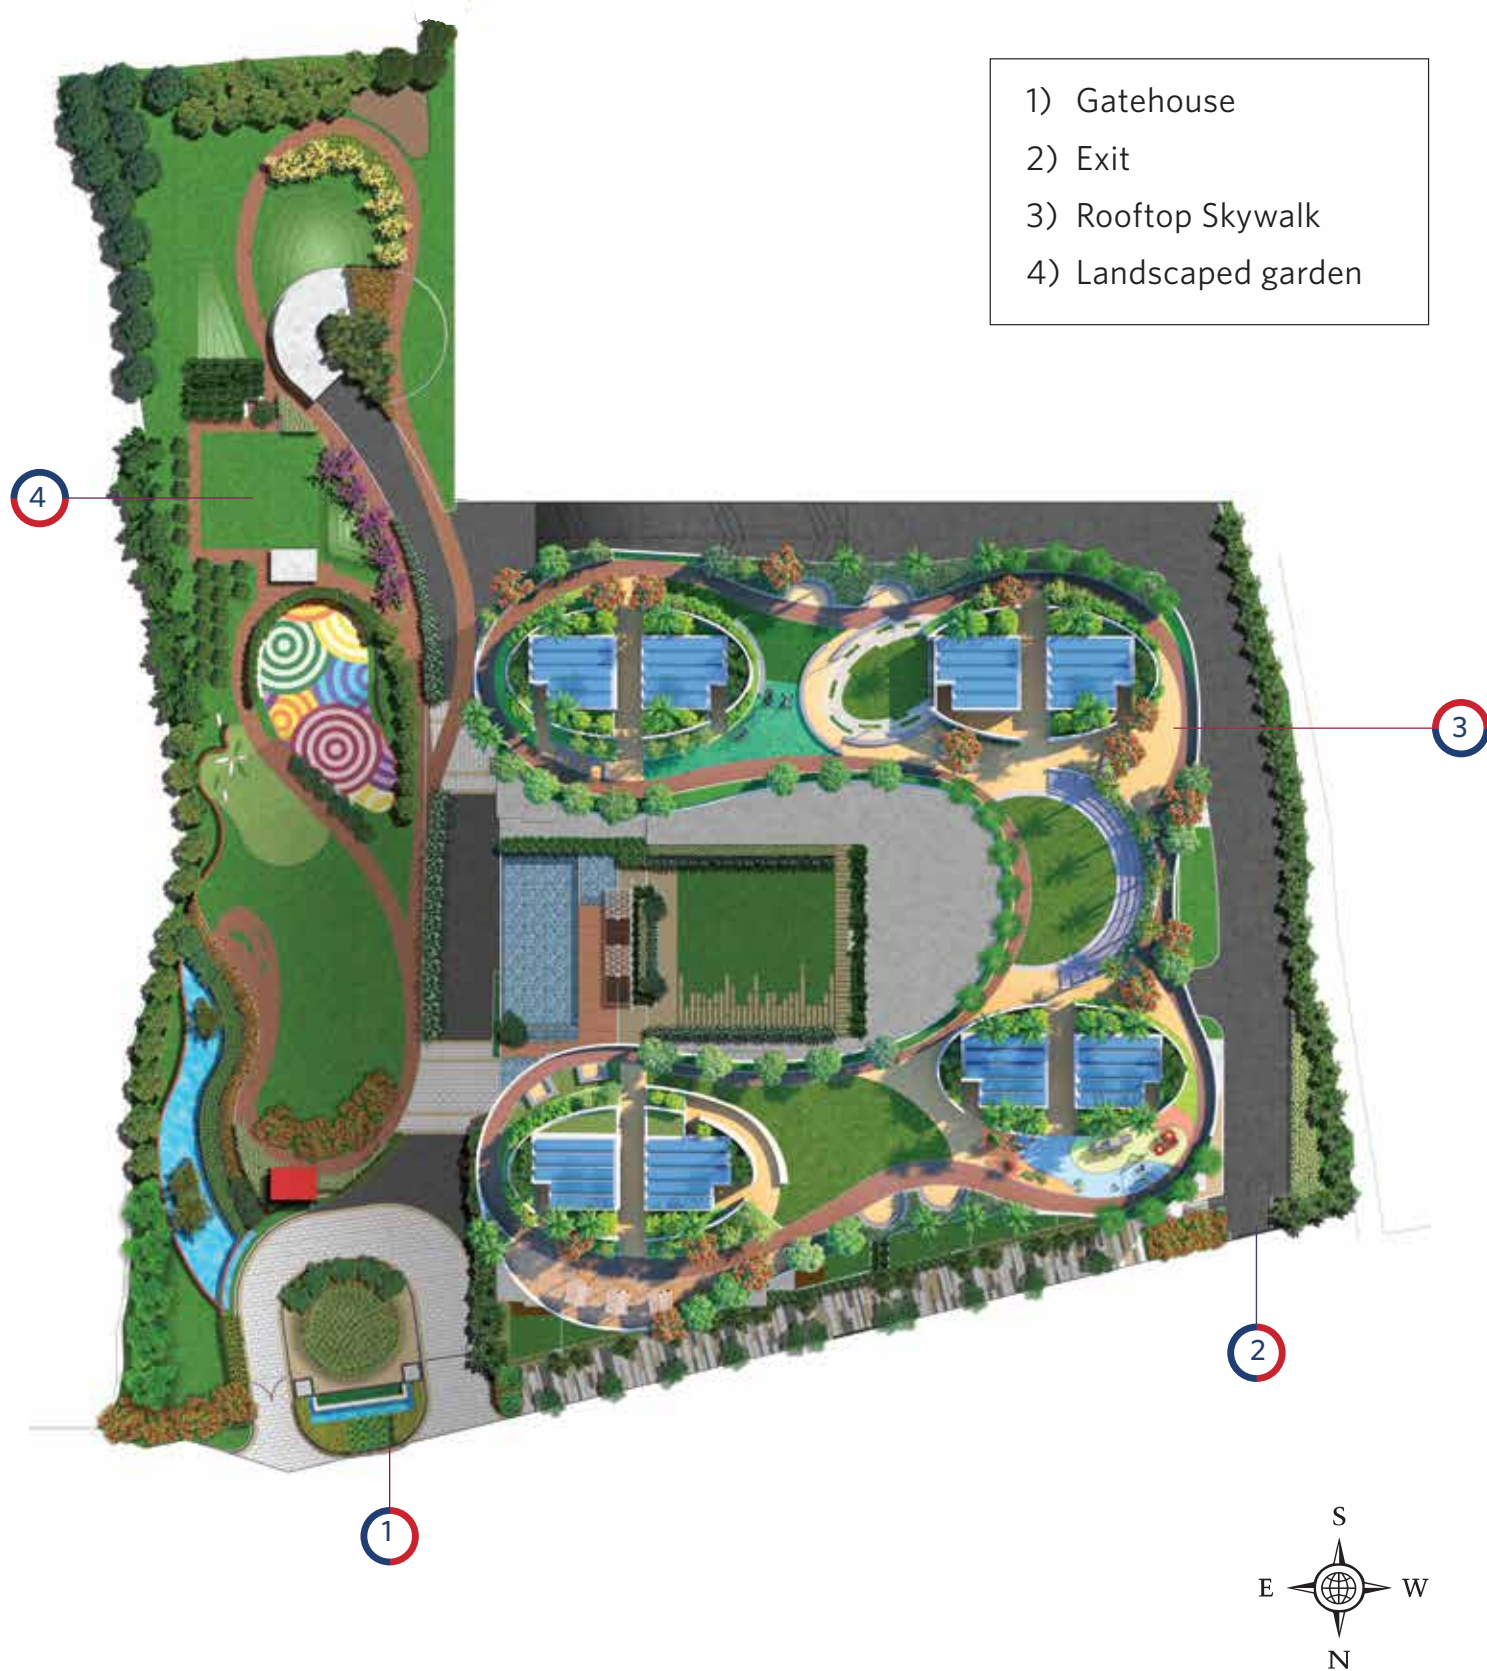 1) Gatehouse
2) Exit
3) Rooftop Skywalk
4) Landscaped garden
4
3
2
1
S
E W
N